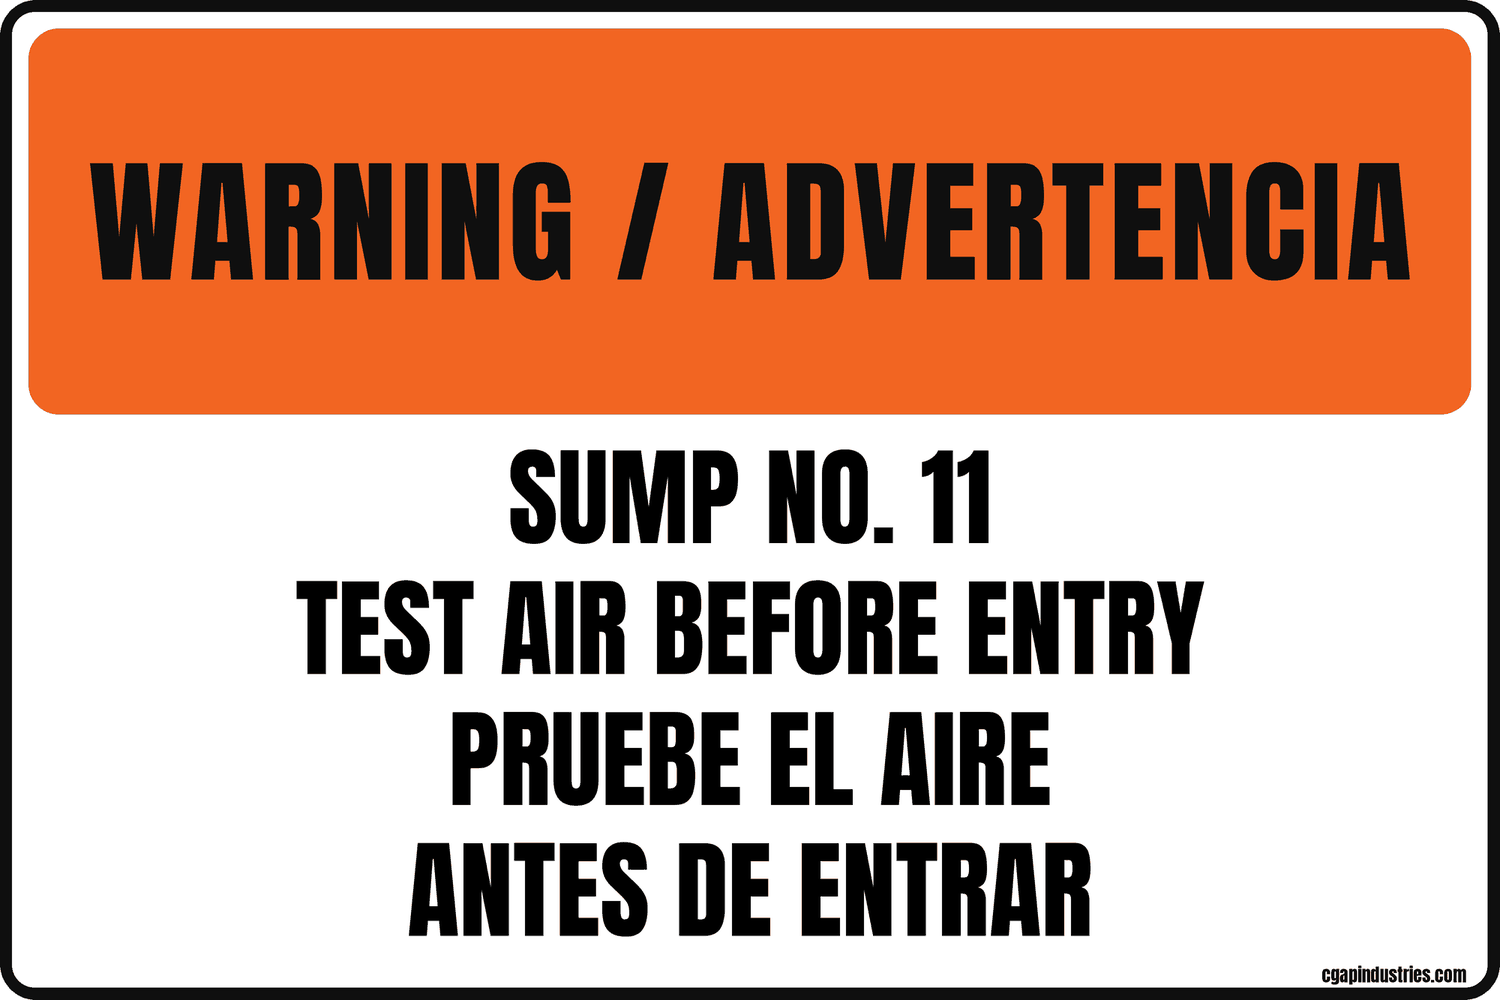 WARNING / ADVERTENCIA
SUMP NO. 11
TEST AIR BEFORE ENTRY
PRUEBE EL AIRE
ANTES DE ENTRAR
cgapindustries.com